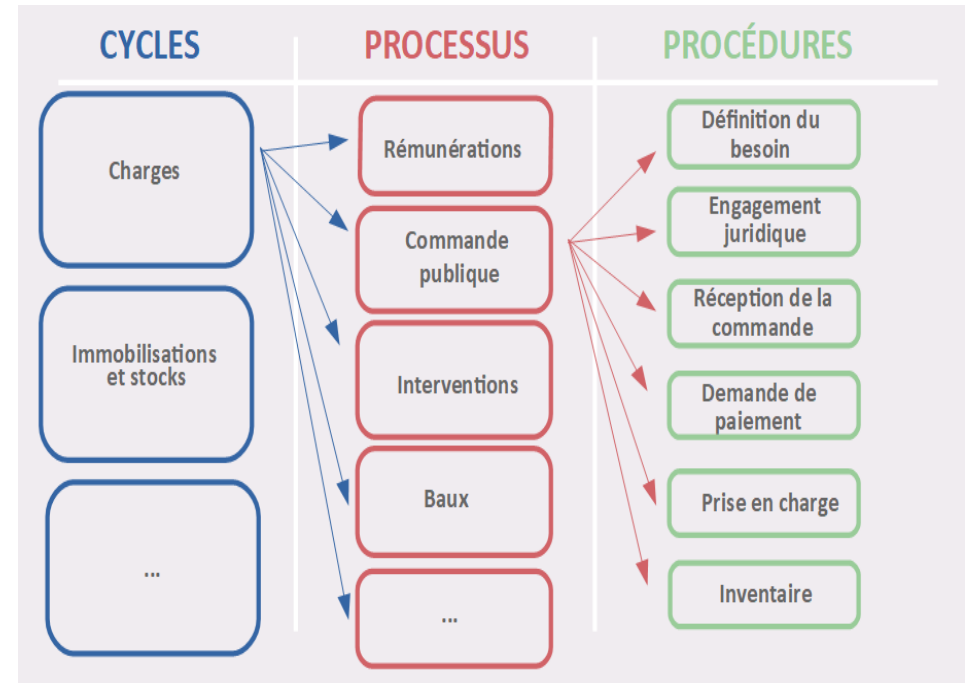 CYCLES
PROCESSUS
PROCÉDURES
Charges
Immobilisations
et stocks
...
Rémunérations
Commande
publique
Interventions
Baux
...
Définition du
besoin
Engagement
juridique
Réception de la
commande
Demande de
paiement
Prise en charge
Inventaire